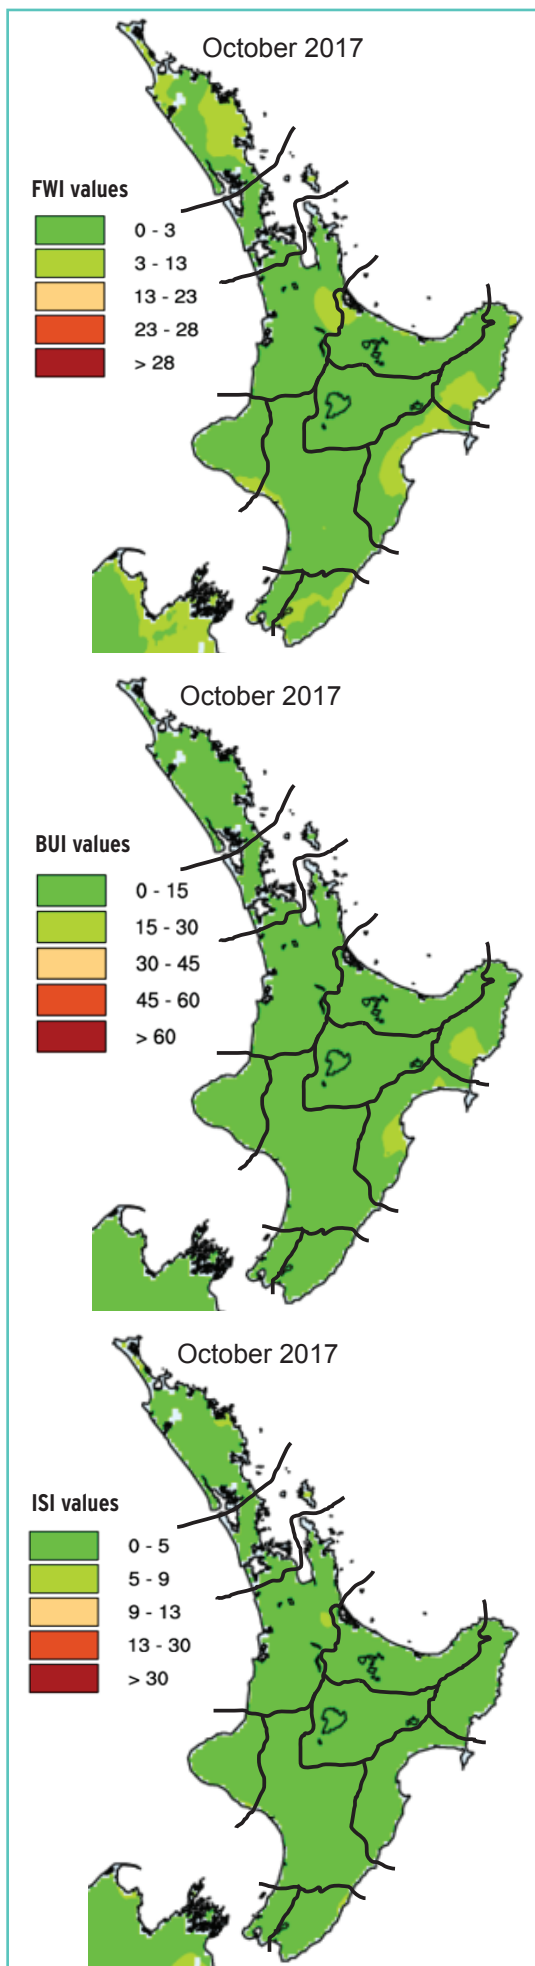 October 2017
FWI values
0 - 3
3 - 13
13 - 23
23 - 28
> 28
October 2017
BUI values
0 - 15
15 - 30
30 - 45
45 - 60
> 60
October 2017
ISI values
0 - 5
5 - 9
9 - 13
13 - 30
> 30